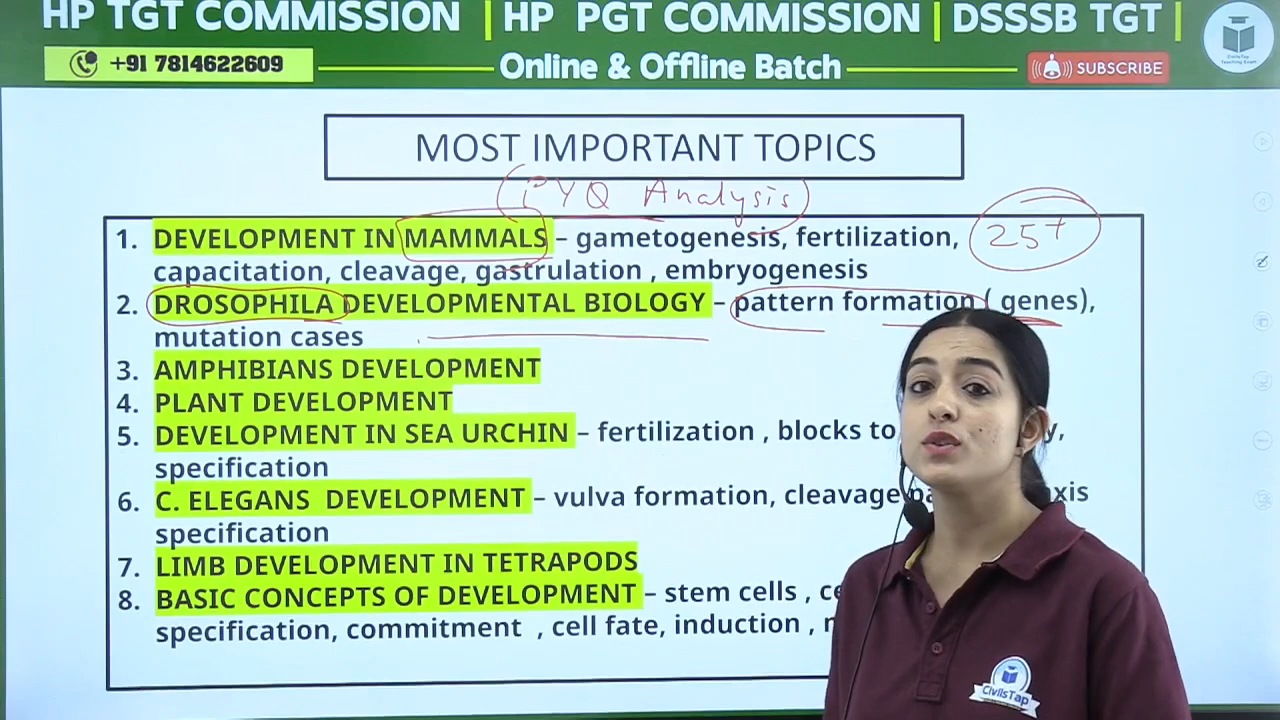 HP TGT COMMISSION | HP PGT COMMISSION | DSSSB TGT |
+91 7814622609
Online & Offline Batch
SUBSCRIBE
CivilsTap
Teaching Exam
MOST IMPORTANT TOPICS
PYQ Analysis
25+
1. DEVELOPMENT IN MAMMALS – gametogenesis, fertilization,
capacitation, cleavage, gastrulation , embryogenesis
2. DROSOPHILA DEVELOPMENTAL BIOLOGY – pattern formation ( genes),
mutation cases
3. AMPHIBIANS DEVELOPMENT
4. PLANT DEVELOPMENT
5. DEVELOPMENT IN SEA URCHIN – fertilization , blocks to
specification
6. C. ELEGANS DEVELOPMENT – vulva formation, cleavage
specification
7. LIMB DEVELOPMENT IN TETRAPODS
8. BASIC CONCEPTS OF DEVELOPMENT – stem cells ,
specification, commitment , cell fate, induction ,
CivilsTap